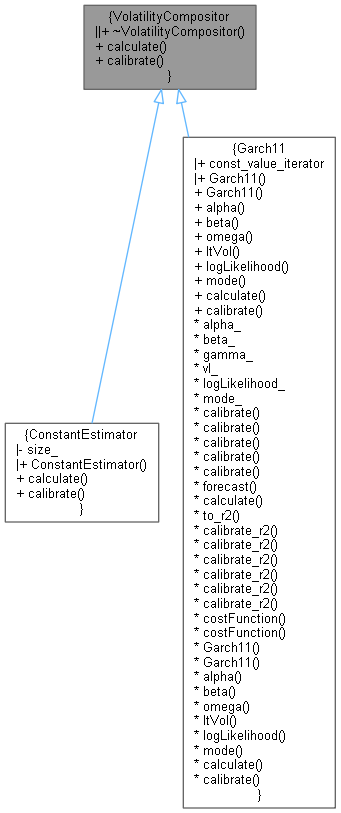 {VolatilityCompositor
||+ ~VolatilityCompositor()
+ calculate()
+ calibrate()
}
{ConstantEstimator
|- size_
|+ ConstantEstimator()
+ calculate()
+ calibrate()
}
{Garch11
|+ const_value_iterator
|+ Garch11()
+ Garch11()
+ alpha()
+ beta()
+ omega()
+ ltVol()
+ logLikelihood()
+ mode()
+ calculate()
+ calibrate()
* alpha_
* beta_
* gamma_
* vl_
* logLikelihood_
* mode_
* calibrate()
* calibrate()
* calibrate()
* calibrate()
* calibrate()
* forecast()
* calculate()
* to_r2()
* calibrate_r2()
* calibrate_r2()
* calibrate_r2()
* calibrate_r2()
* calibrate_r2()
* calibrate_r2()
* costFunction()
* costFunction()
* Garch11()
* Garch11()
* alpha()
* beta()
* omega()
* ltVol()
* logLikelihood()
* mode()
* calculate()
* calibrate()
}